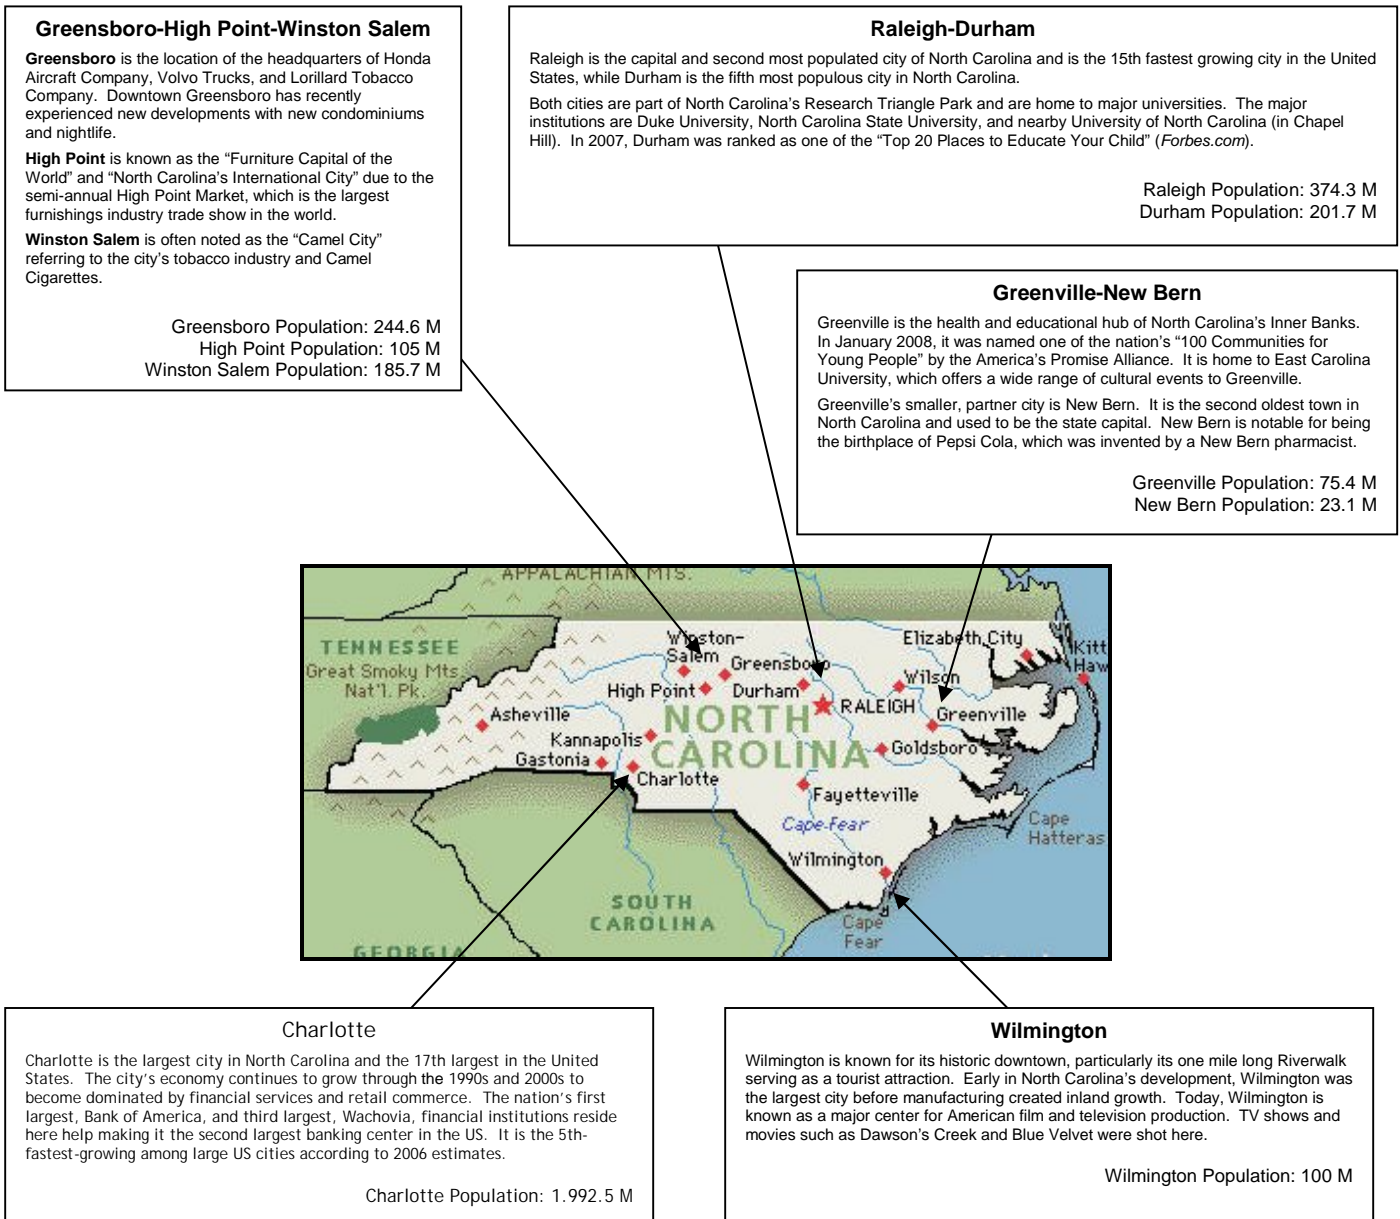 Greensboro-High Point-Winston Salem
Greensboro is the location of the headquarters of Honda
Aircraft Company, Volvo Trucks, and Lorillard Tobacco
Company. Downtown Greensboro has recently
experienced new developments with new condominiums
and nightlife.
High Point is known as the “Furniture Capital of the
World” and “North Carolina’s International City” due to the
semi-annual High Point Market, which is the largest
furnishings industry trade show in the world.
Winston Salem is often noted as the “Camel City”
referring to the city’s tobacco industry and Camel
Cigarettes.
Greensboro Population: 244.6 M
High Point Population: 105 M
Winston Salem Population: 185.7 M
Raleigh-Durham
Raleigh is the capital and second most populated city of North Carolina and is the 15th fastest growing city in the United
States, while Durham is the fifth most populous city in North Carolina.
Both cities are part of North Carolina’s Research Triangle Park and are home to major universities. The major
institutions are Duke University, North Carolina State University, and nearby University of North Carolina (in Chapel
Hill). In 2007, Durham was ranked as one of the “Top 20 Places to Educate Your Child” (Forbes.com).
Raleigh Population: 374.3 M
Durham Population: 201.7 M
Greenville-New Bern
Greenville is the health and educational hub of North Carolina’s Inner Banks.
In January 2008, it was named one of the nation’s “100 Communities for
Young People” by the America’s Promise Alliance. It is home to East Carolina
University, which offers a wide range of cultural events to Greenville.
Greenville’s smaller, partner city is New Bern. It is the second oldest town in
North Carolina and used to be the state capital. New Bern is notable for being
the birthplace of Pepsi Cola, which was invented by a New Bern pharmacist.
Greenville Population: 75.4 M
New Bern Population: 23.1 M
APPALACHIAN MTS.
TENNESSEE
Great Smoky Mts.
Nat'l. Pk.
Winston-
Salem
Greensboro
High Point
Durham
RALEIGH
Elizabeth City
Kitt
Haw
Wilson
Greenville
Asheville
NORTH
CAROLINA
Kannapolis
Gastonia
Charlotte
Goldsboro
Fayetteville
Cape Fear
Cape
Hatteras
Wilmington
SOUTH
CAROLINA
Cape
Fear
GEORGIA
Charlotte
Charlotte is the largest city in North Carolina and the 17th largest in the United
States. The city’s economy continues to grow through the 1990s and 2000s to
become dominated by financial services and retail commerce. The nation’s first
largest, Bank of America, and third largest, Wachovia, financial institutions reside
here help making it the second largest banking center in the US. It is the 5th-
fastest-growing among large US cities according to 2006 estimates.
Charlotte Population: 1.992.5 M
Wilmington
Wilmington is known for its historic downtown, particularly its one mile long Riverwalk
serving as a tourist attraction. Early in North Carolina’s development, Wilmington was
the largest city before manufacturing created inland growth. Today, Wilmington is
known as a major center for American film and television production. TV shows and
movies such as Dawson’s Creek and Blue Velvet were shot here.
Wilmington Population: 100 M